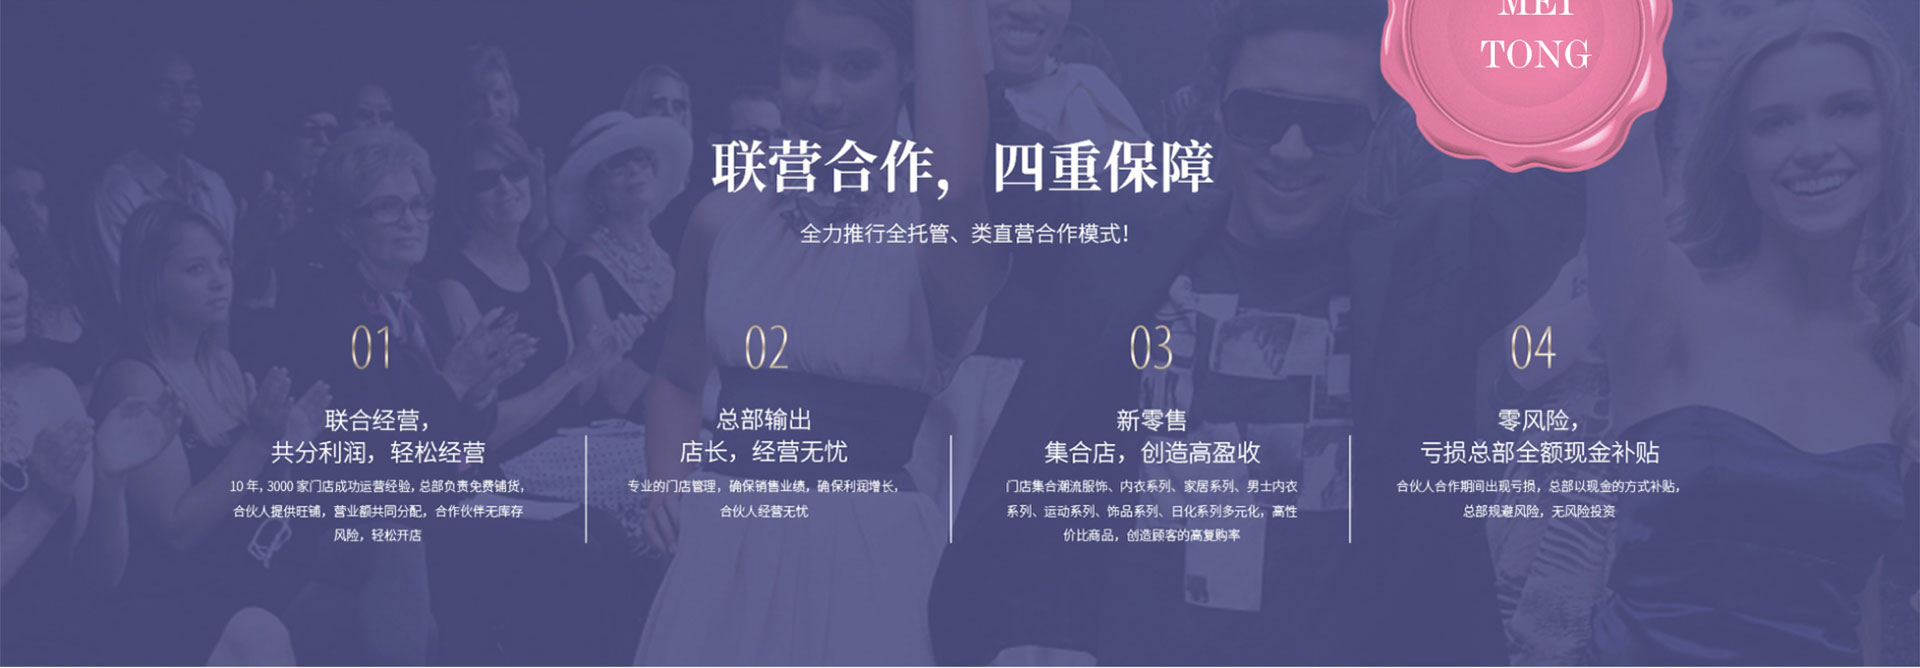 MEI
TONG
联营合作，四重保障
全力推行全托管、类直营合作模式！
01
联合经营，
共分利润，轻松经营
10 年, 3000 家门店成功运营经验, 总部负责免费铺货，
合伙人提供旺铺，营业额共同分配，合作伙伴无库存
风险，轻松开店
02
总部输出
店长，经营无忧
专业的门店管理，确保销售业绩，确保利润增长，
合伙人经营无忧
03
新零售
集合店，创造高盈收
门店集合潮流服饰、内衣系列、家居系列、男士内衣
系列、运动系列、饰品系列、日化系列多元化，高性
价比商品，创造顾客的高复购率
04
零风险，
亏损总部全额现金补贴
合伙人合作期间出现亏损，总部以现金的方式补贴，
总部规避风险，无风险投资